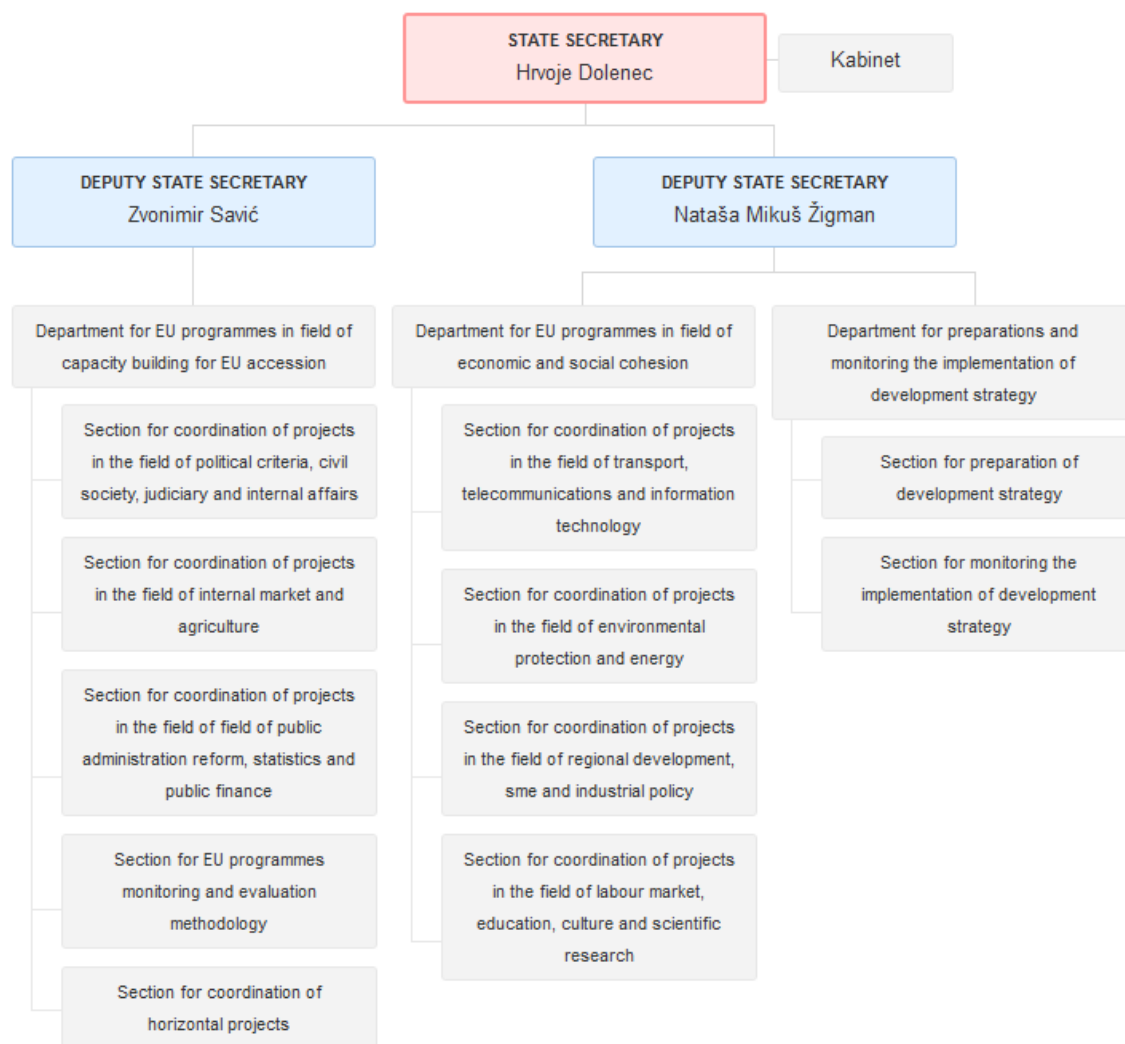 STATE SECRETARY
Hrvoje Dolenec
Kabinet
DEPUTY STATE SECRETARY
Zvonimir Savić
DEPUTY STATE SECRETARY
Nataša Mikuš Žigman
Department for EU programmes in field of
capacity building for EU accession
Section for coordination of projects
in the field of political criteria, civil
society, judiciary and internal affairs
Section for coordination of projects
in the field of internal market and
agriculture
Section for coordination of projects
in the field of field of public
administration reform, statistics and
public finance
Section for EU programmes
monitoring and evaluation
methodology
Section for coordination of
horizontal projects
Department for EU programmes in field of
economic and social cohesion
Section for coordination of projects
in the field of transport,
telecommunications and information
technology
Section for coordination of projects
in the field of environmental
protection and energy
Section for coordination of projects
in the field of regional development,
sme and industrial policy
Section for coordination of projects
in the field of labour market,
education, culture and scientific
research
Department for preparations and
monitoring the implementation of
development strategy
Section for preparation of
development strategy
Section for monitoring the
implementation of development
strategy